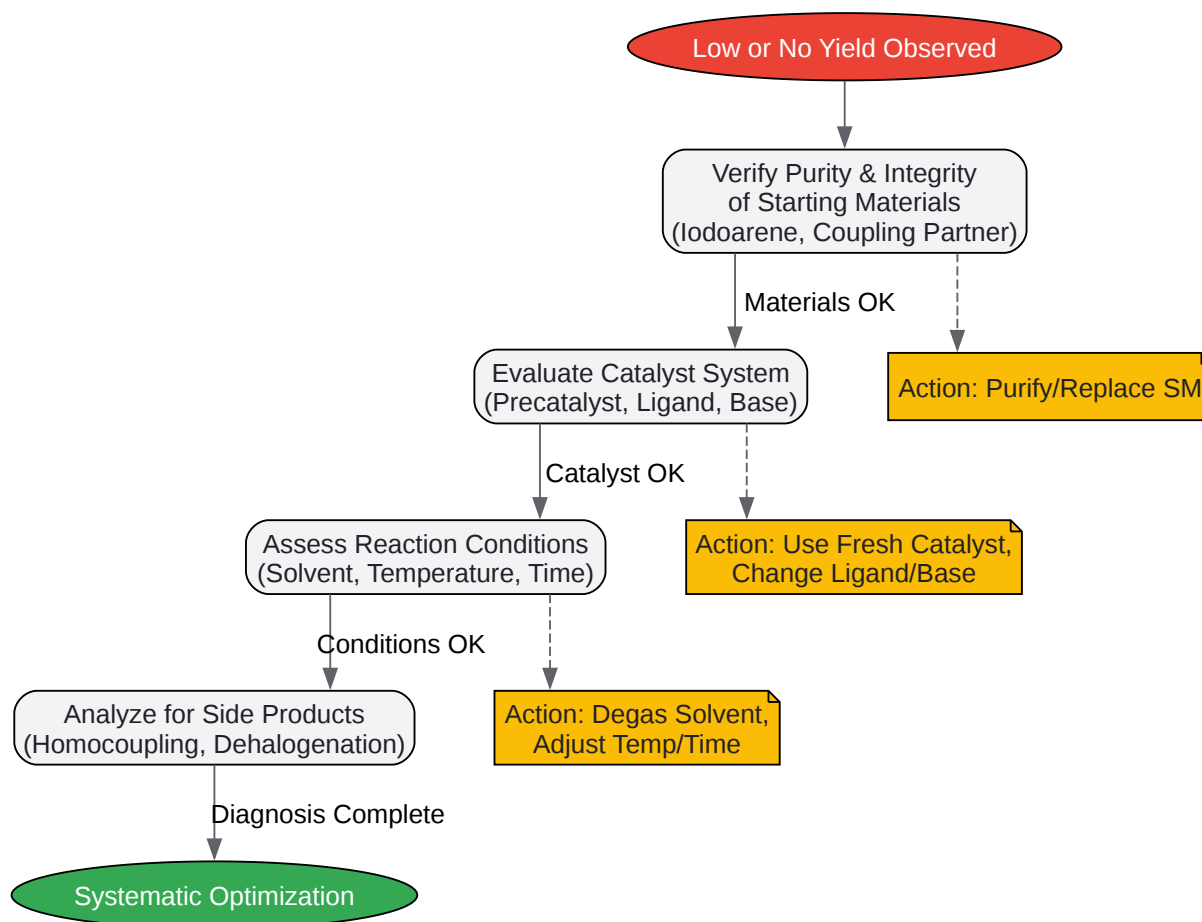 Low or No Yield Observed
Verify Purity & Integrity
of Starting Materials
(Iodoarene, Coupling Partner)
Materials OK
Evaluate Catalyst System
(Precatalyst, Ligand, Base)
Action: Purify/Replace SM
Catalyst OK
Assess Reaction Conditions
(Solvent, Temperature, Time)
Action: Use Fresh Catalyst,
Change Ligand/Base
Conditions OK
Analyze for Side Products
(Homocoupling, Dehalogenation)
Action: Degas Solvent,
Adjust Temp/Time
Diagnosis Complete
Systematic Optimization